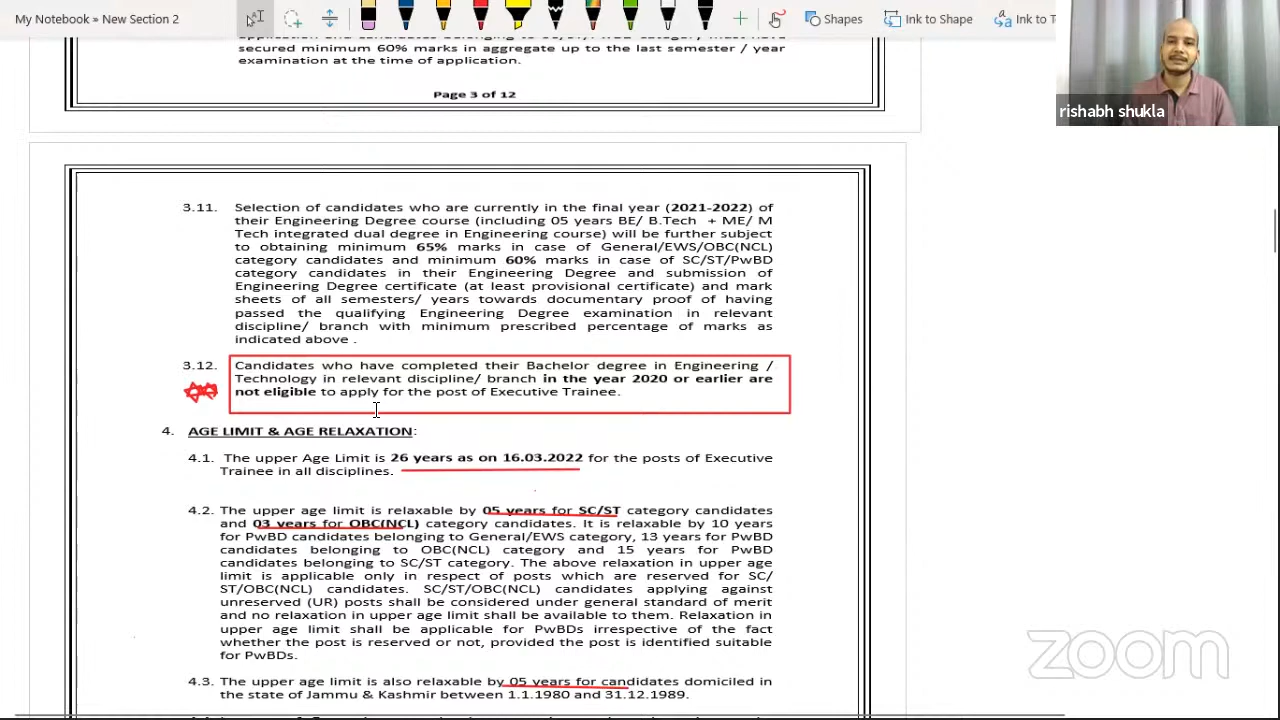 My Notebook » New Section 2
Shapes
Ink to Shape
Ink to T
rishabh shukla
secured minimum 60% marks in aggregate up to the last semester / year
examination at the time of application.
Page 3 of 12
3.11. Selection of candidates who are currently in the final year (2021-2022) of
their Engineering Degree course (including 05 years BE/ B.Tech + ME/ M
Tech integrated dual degree in Engineering course) will be further subject
to obtaining minimum 65% marks in case of General/EWS/OBC(NCL)
category candidates and minimum 60% marks in case of SC/ST/PwBD
category candidates in their Engineering Degree and submission of
Engineering Degree certificate (at least provisional certificate) and mark
sheets of all semesters/ years towards documentary proof of having
passed the qualifying Engineering Degree examination in relevant
discipline/ branch with minimum prescribed percentage of marks as
indicated above .
3.12. Candidates who have completed their Bachelor degree in Engineering /
Technology in relevant discipline/ branch in the year 2020 or earlier are
not eligible to apply for the post of Executive Trainee.
4. AGE LIMIT & AGE RELAXATION:
4.1. The upper Age Limit is 26 years as on 16.03.2022 for the posts of Executive
Trainee in all disciplines.
4.2. The upper age limit is relaxable by 05 years for SC/ST category candidates
and 03 years for OBC(NCL) category candidates. It is relaxable by 10 years
for PwBD candidates belonging to General/EWS category, 13 years for PwBD
candidates belonging to OBC(NCL) category and 15 years for PwBD
candidates belonging to SC/ST category. The above relaxation in upper age
limit is applicable only in respect of posts which are reserved for SC/
ST/OBC(NCL) candidates. SC/ST/OBC(NCL) candidates applying against
unreserved (UR) posts shall be considered under general standard of merit
and no relaxation in upper age limit shall be available to them. Relaxation in
upper age limit shall be applicable for PwBDs irrespective of the fact
whether the post is reserved or not, provided the post is identified suitable
for PwBDs.
4.3. The upper age limit is also relaxable by 05 years for candidates domiciled in
the state of Jammu & Kashmir between 1.1.1980 and 31.12.1989.
zoom